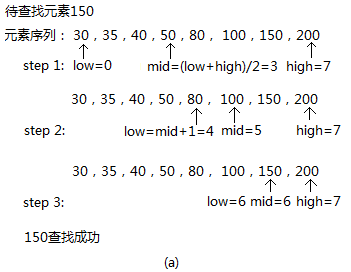 待查找元素150
元素序列：30，35，40，50，80， 100，150，200
step 1: low=0 mid=(low+high)/2=3 high=7
30，35，40，50，80， 100，150，200
step 2: low=mid+1=4 mid=5 high=7
30，35，40，50，80， 100，150，200
step 3: low=6 mid=6 high=7
150查找成功
(a)